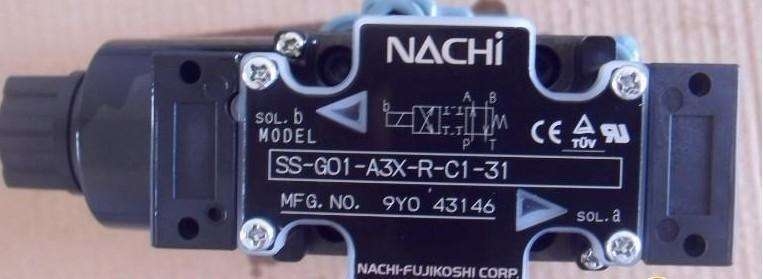 NACHi
A B
b
P T
SOL.b
MODEL
CE TÜV
SS-G01-A3X-R-C1-31
MFG. NO. 9Y0 43146
SOL.a
NACHI-FUJIKOSHI CORP.